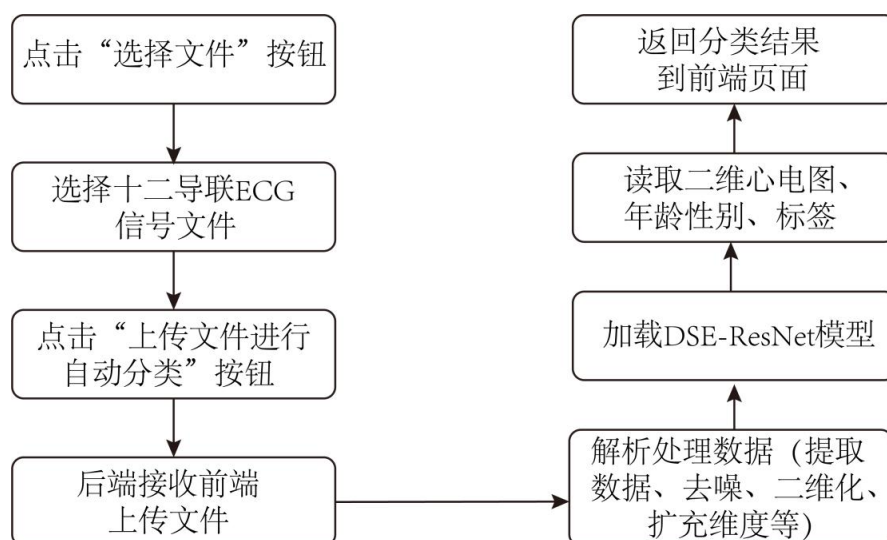 点击“选择文件”按钮
选择十二导联ECG
信号文件
点击“上传文件进行
自动分类”按钮
后端接收前端
上传文件
解析处理数据（提取
数据、去噪、二维化、
扩充维度等）
加载DSE-ResNet模型
读取二维心电图、
年龄性别、标签
返回分类结果
到前端页面